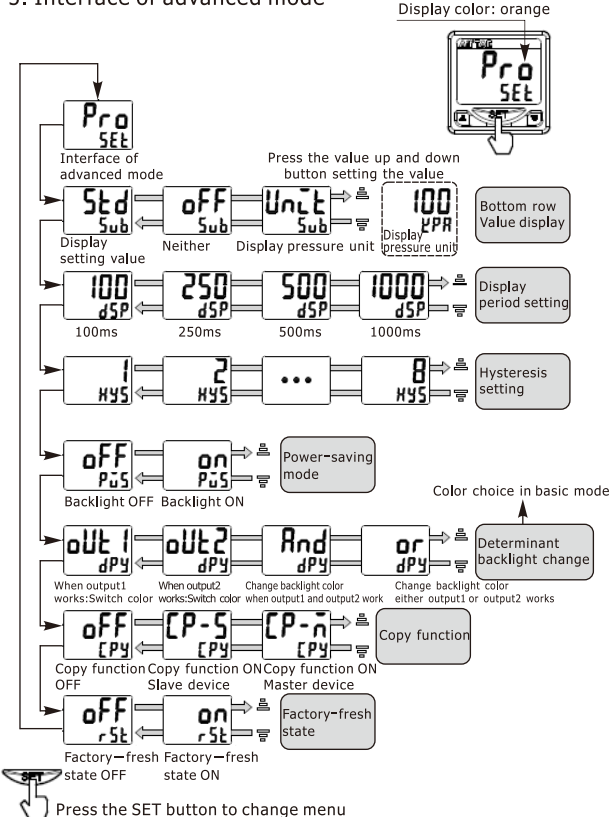 Interface of advanced mode
Display color: orange
AIRTAC
Pro
SEt
SET
Pro
SEt
Interface of
advanced mode
Press the value up and down
button setting the value
Std
Sub
Display
setting value
oFF
Sub
Neither
Unit
Sub
Display pressure unit
100
KPA
Display
pressure unit
Bottom row
Value display
100
dSP
100ms
250
dSP
250ms
500
dSP
500ms
1000
dSP
1000ms
Display
period setting
1
HYS
2
HYS
•••
8
HYS
Hysteresis
setting
oFF
PwS
Backlight OFF
on
PwS
Backlight ON
Power-saving
mode
Color choice in basic mode
oUt1
dPY
When output1
works:Switch color
oUt2
dPY
When output2
works:Switch color
And
dPY
Change backlight color
when output1 and output2 work
or
dPY
Change backlight color
either output1 or output2 works
Determinant
backlight change
oFF
CPY
Copy function
OFF
CP-S
CPY
Copy function ON
Slave device
CP-m
CPY
Copy function ON
Master device
Copy function
oFF
rSt
Factory-fresh
state OFF
on
rSt
Factory-fresh
state ON
Factory-fresh
state
SET
Press the SET button to change menu